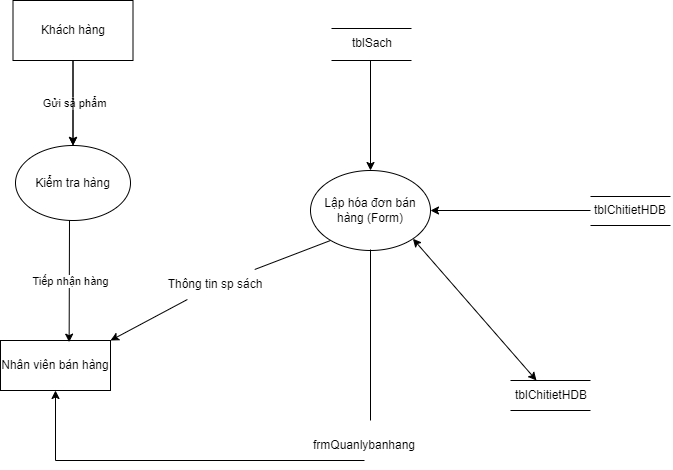 Khách hàng
tblSach
Gửi sả phẩm
Kiểm tra hàng
Lập hóa đơn bán
hàng (Form)
tblChitietHDB
Tiếp nhận hàng
Thông tin sp sách
Nhân viên bán hàng
tblChitietHDB
frmQuanlybanhang